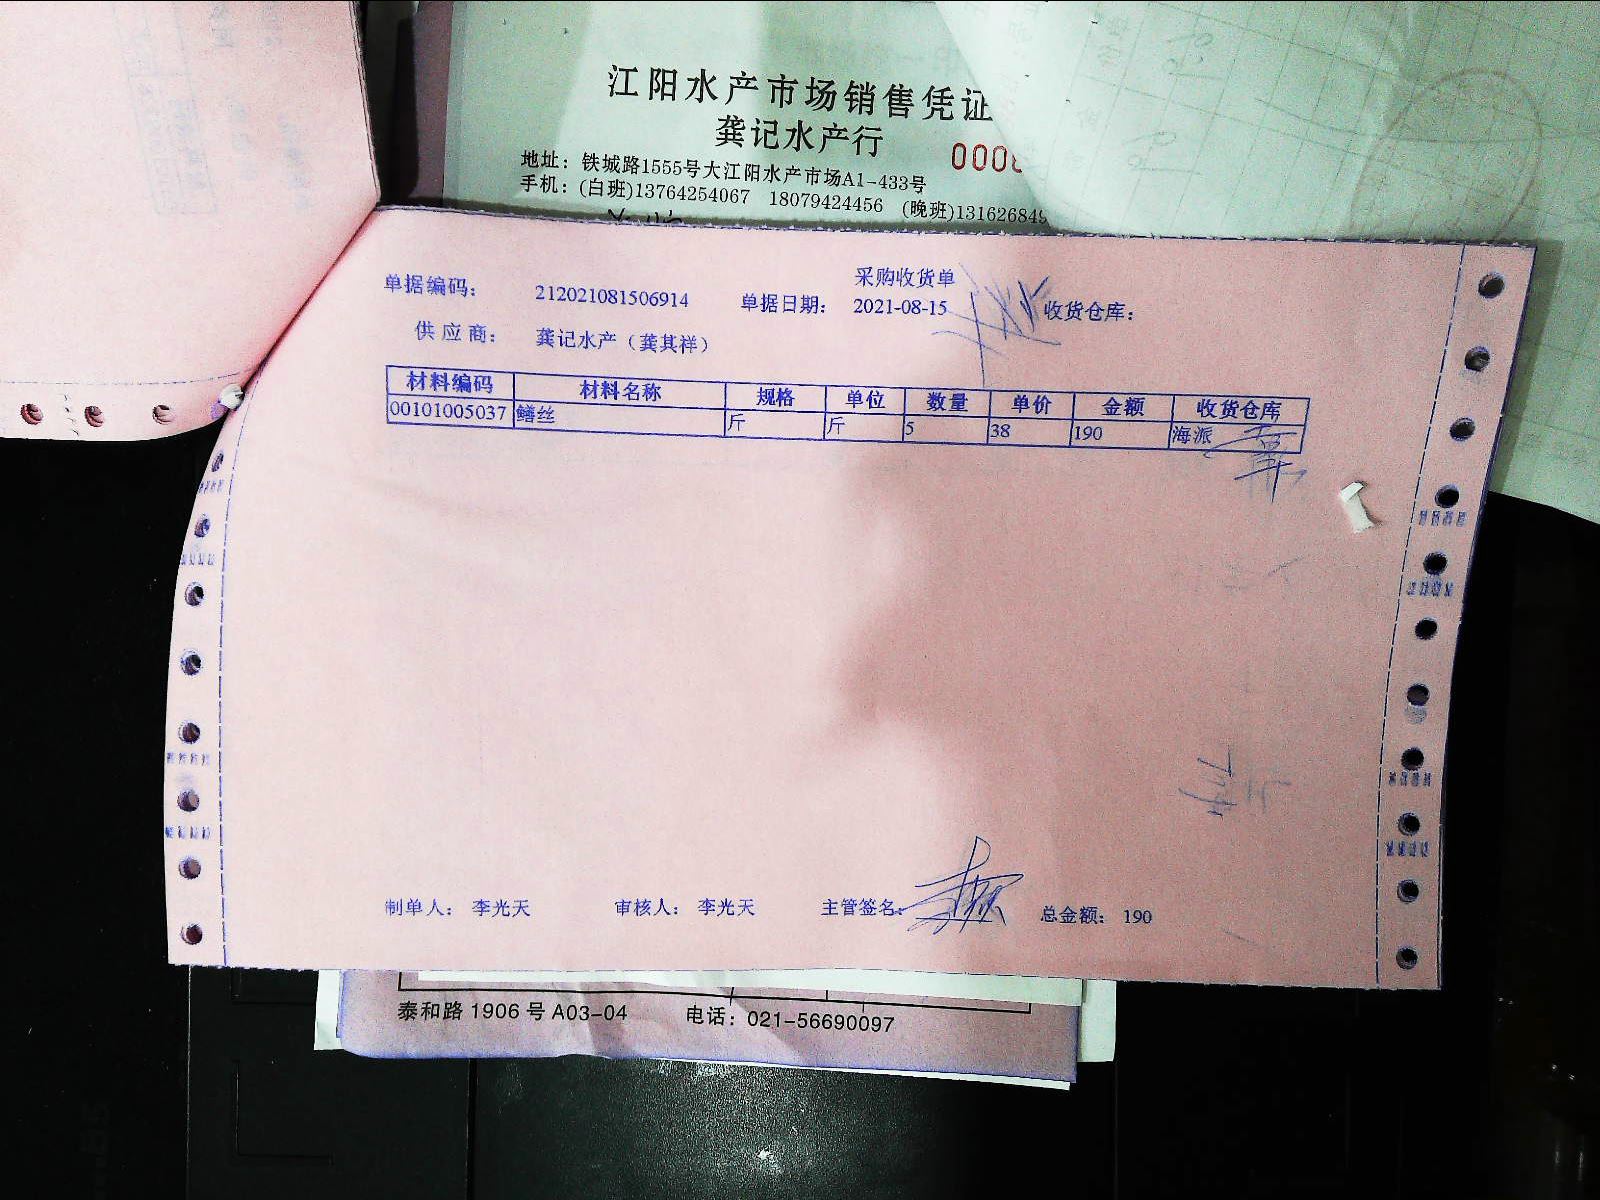 江阳水产市场销售凭证
龚记水产行
地址：铁城路1555号大江阳水产市场A1-433号
手机：(白班)13764254067 18079424456 (晚班)131626849
采购收货单
单据编码： 212021081506914 单据日期： 2021-08-15 收货仓库：
供应商： 龚记水产（龚其祥）
材料编码 材料名称 规格 单位 数量 单价 金额 收货仓库
00101005037 鳝丝 斤 斤 5 38 190 海派
制单人： 李光天 审核人： 李光天 主管签名： 总金额： 190
泰和路 1906 号 A03-04 电话：021-56690097